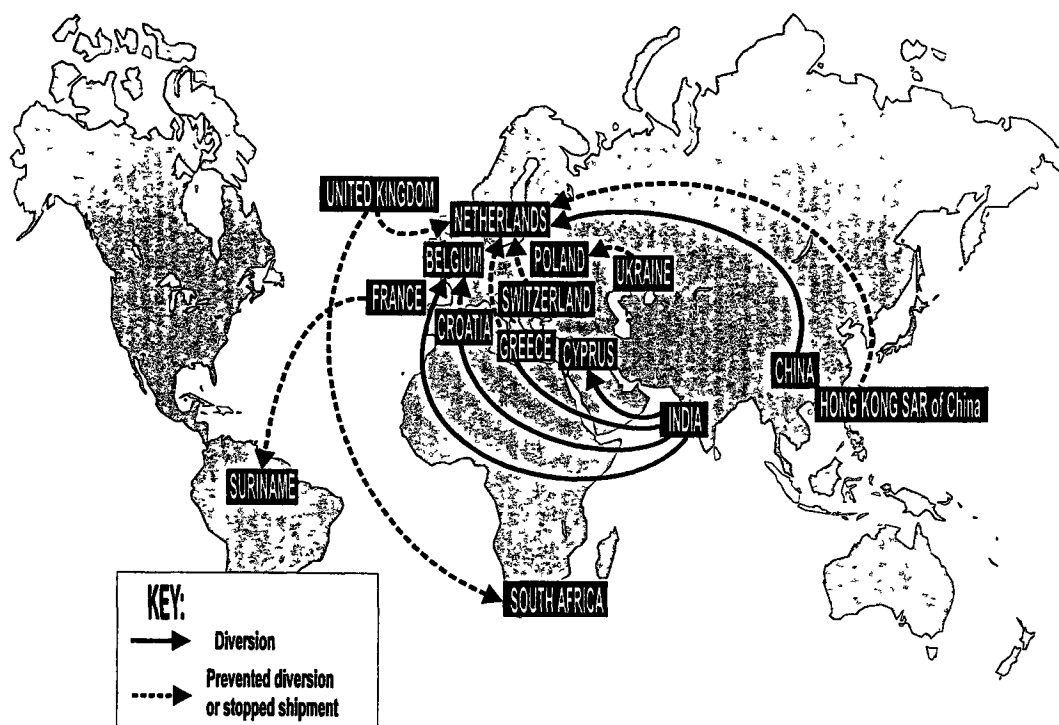 UNITED KINGDOM
NETHERLANDS
BELGIUM
POLAND
UKRAINE
FRANCE
SWITZERLAND
CROATIA
GREECE
CYPRUS
CHINA
HONG KONG SAR of China
INDIA
SURINAME
SOUTH AFRICA
KEY:
Diversion
Prevented diversion
or stopped shipment